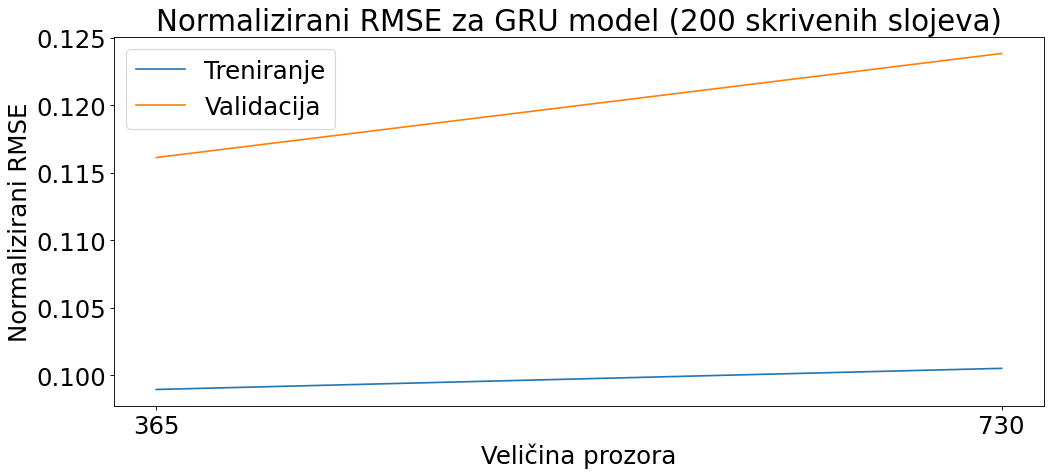 Normalizirani RMSE za GRU model (200 skrivenih slojeva)
Normalizirani RMSE
0.125
0.120
0.115
0.110
0.105
0.100
Treniranje
Validacija
365
730
Veličina prozora